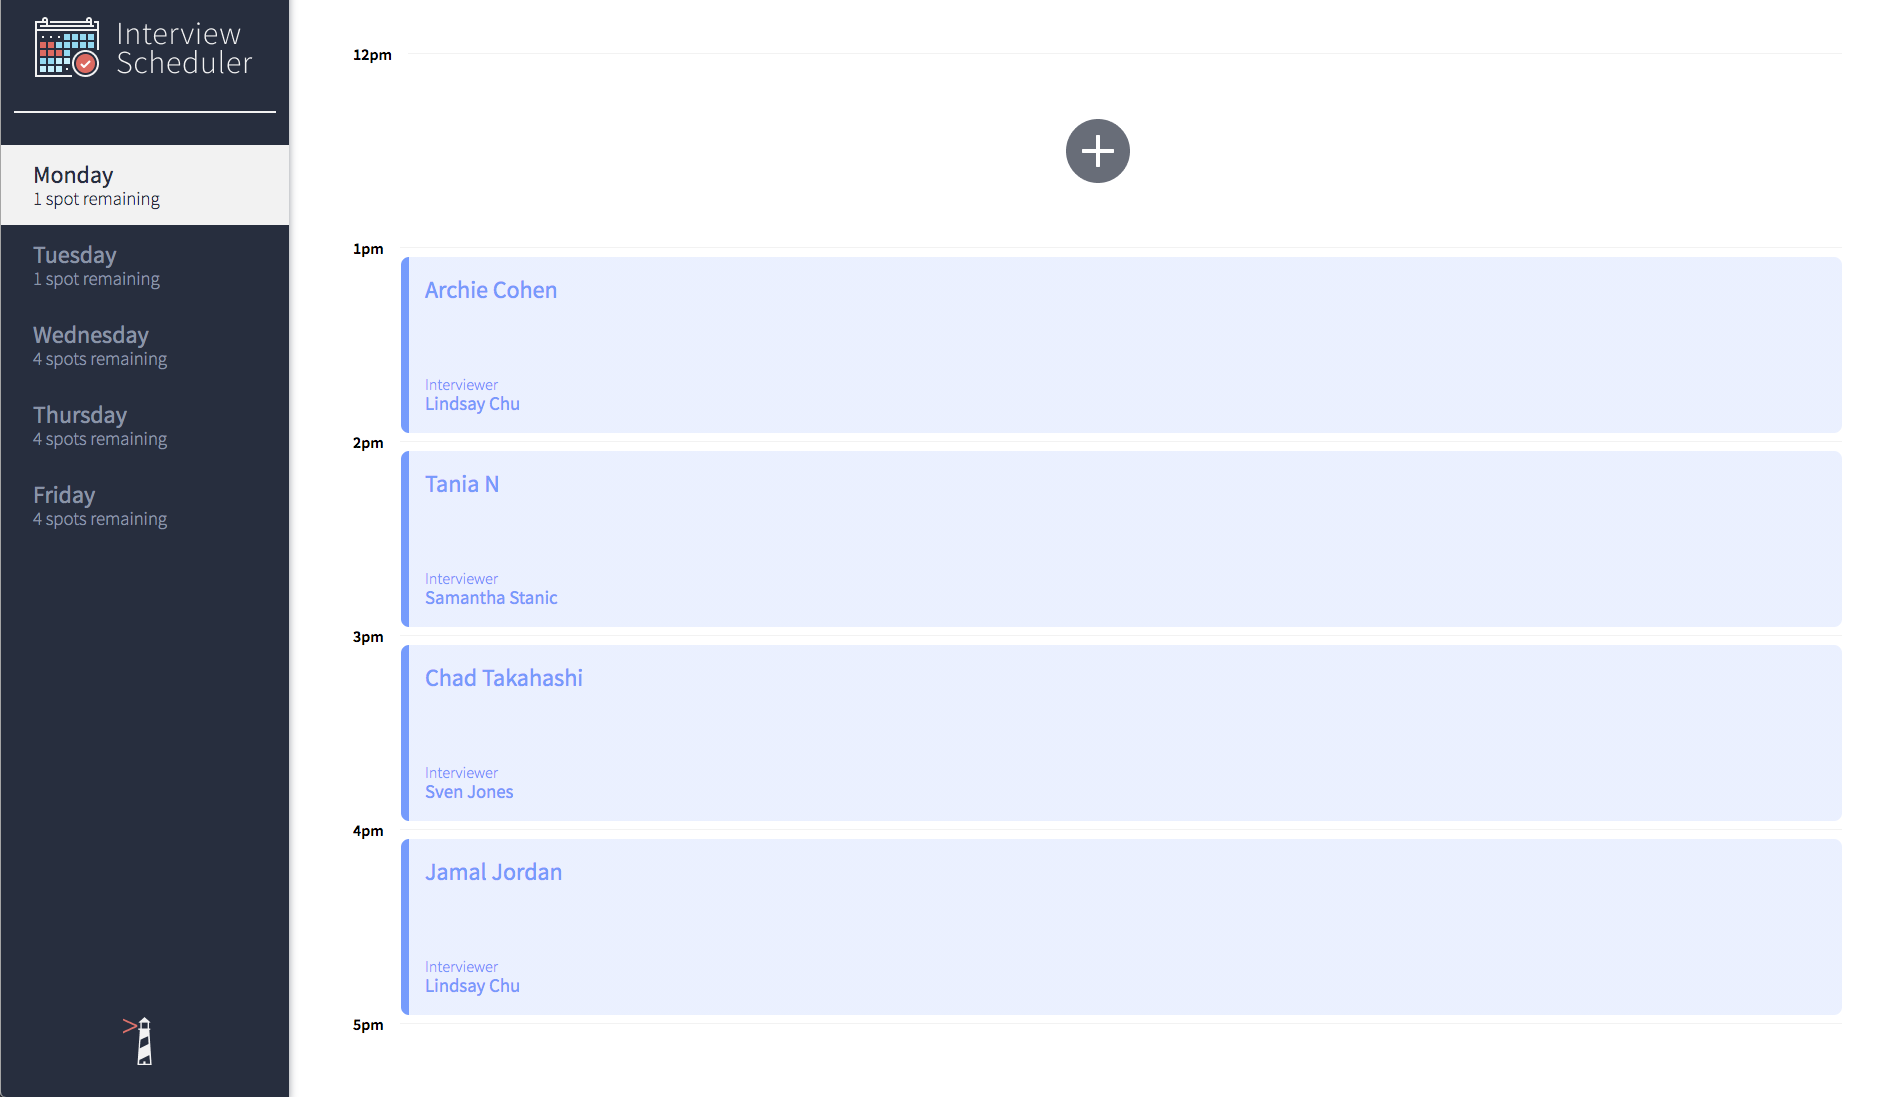 Interview
Scheduler
Monday
1 spot remaining
Tuesday
1 spot remaining
Wednesday
4 spots remaining
Thursday
4 spots remaining
Friday
4 spots remaining
12pm
1pm
Archie Cohen
Interviewer
Lindsay Chu
2pm
Tania N
Interviewer
Samantha Stanic
3pm
Chad Takahashi
Interviewer
Sven Jones
4pm
Jamal Jordan
Interviewer
Lindsay Chu
5pm